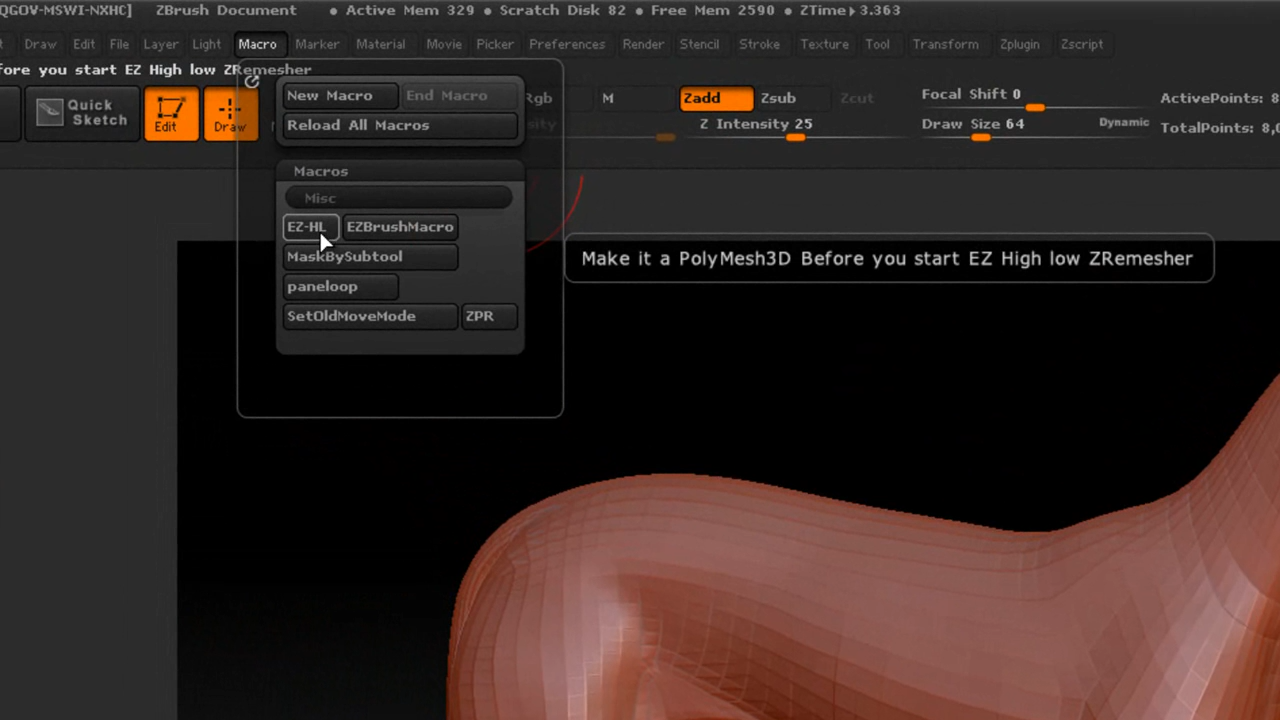 QGOV-MSWI-NXHC] ZBrush Document ● Active Mem 329 ● Scratch Disk 82 ● Free Mem 2590 ● ZTime▸3.363
t Draw Edit File Layer Light Macro Marker Material Movie Picker Preferences Render Stencil Stroke Texture Tool Transform Zplugin Zscript
fore you start EZ High low ZRemesher
Quick Sketch
Edit
Draw
New Macro
End Macro
Reload All Macros
Macros
Misc
EZ-HL
EZBrushMacro
MaskBySubtool
paneloop
SetOldMoveMode
ZPR
Rgb
M
Zadd
Zsub
Zcut
sity
Z Intensity 25
Focal Shift 0
Draw Size 64
Dynamic
ActivePoints: 8
TotalPoints: 8,0
Make it a PolyMesh3D Before you start EZ High low ZRemesher